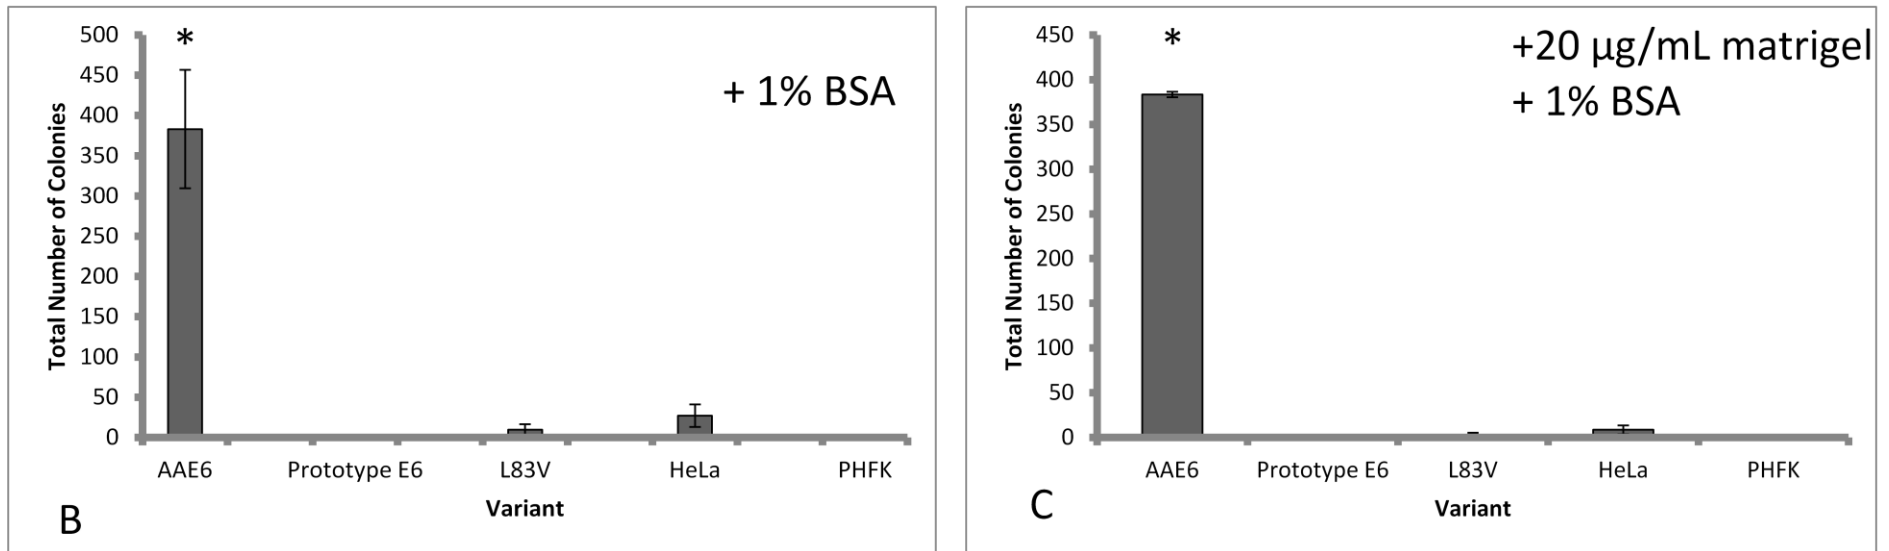 500
450
400
350
300
250
200
150
100
50
0
Total Number of Colonies
*
+ 1% BSA
AAE6 Prototype E6 L83V HeLa PHFK
Variant
B
450
400
350
300
250
200
150
100
50
0
Total Number of Colonies
*
+20 µg/mL matrigel
+ 1% BSA
AAE6 Prototype E6 L83V HeLa PHFK
Variant
C